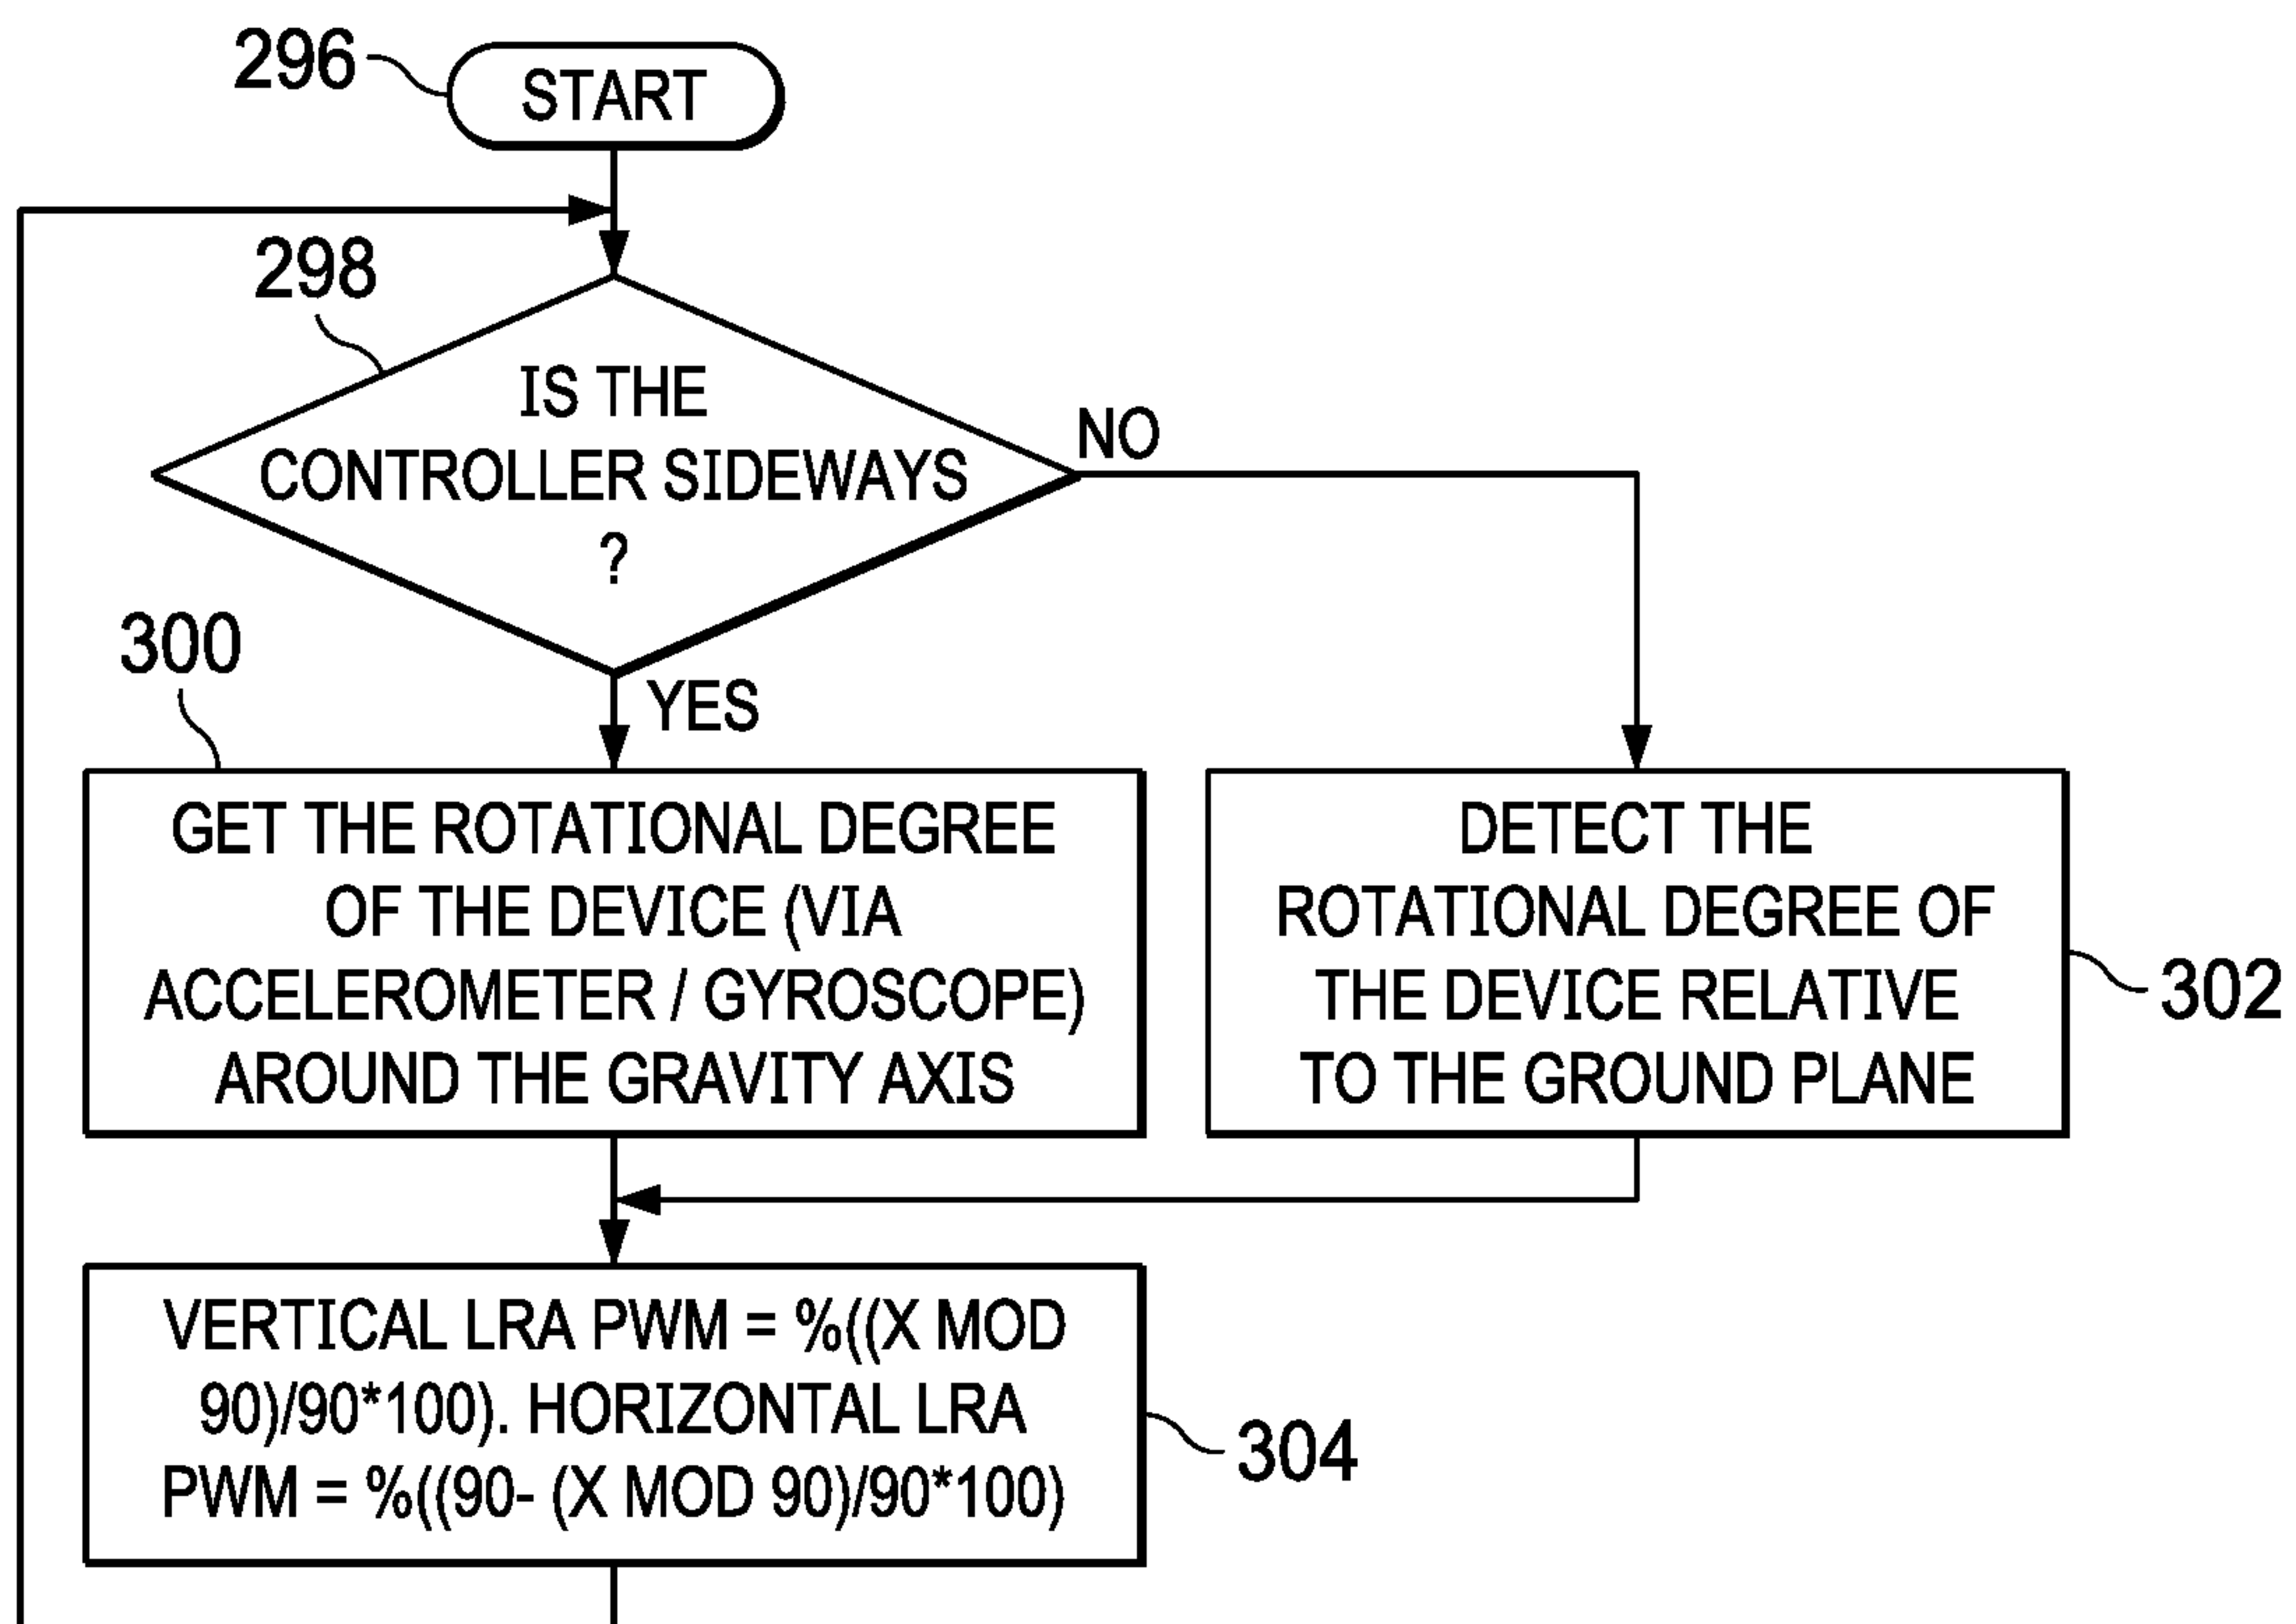 296
START
298
IS THE
CONTROLLER SIDEWAYS
?
NO
YES
300
GET THE ROTATIONAL DEGREE
OF THE DEVICE (VIA
ACCELEROMETER / GYROSCOPE)
AROUND THE GRAVITY AXIS
DETECT THE
ROTATIONAL DEGREE OF
THE DEVICE RELATIVE
TO THE GROUND PLANE
302
VERTICAL LRA PWM = %((X MOD
90)/90*100). HORIZONTAL LRA
PWM = %((90- (X MOD 90)/90*100)
304